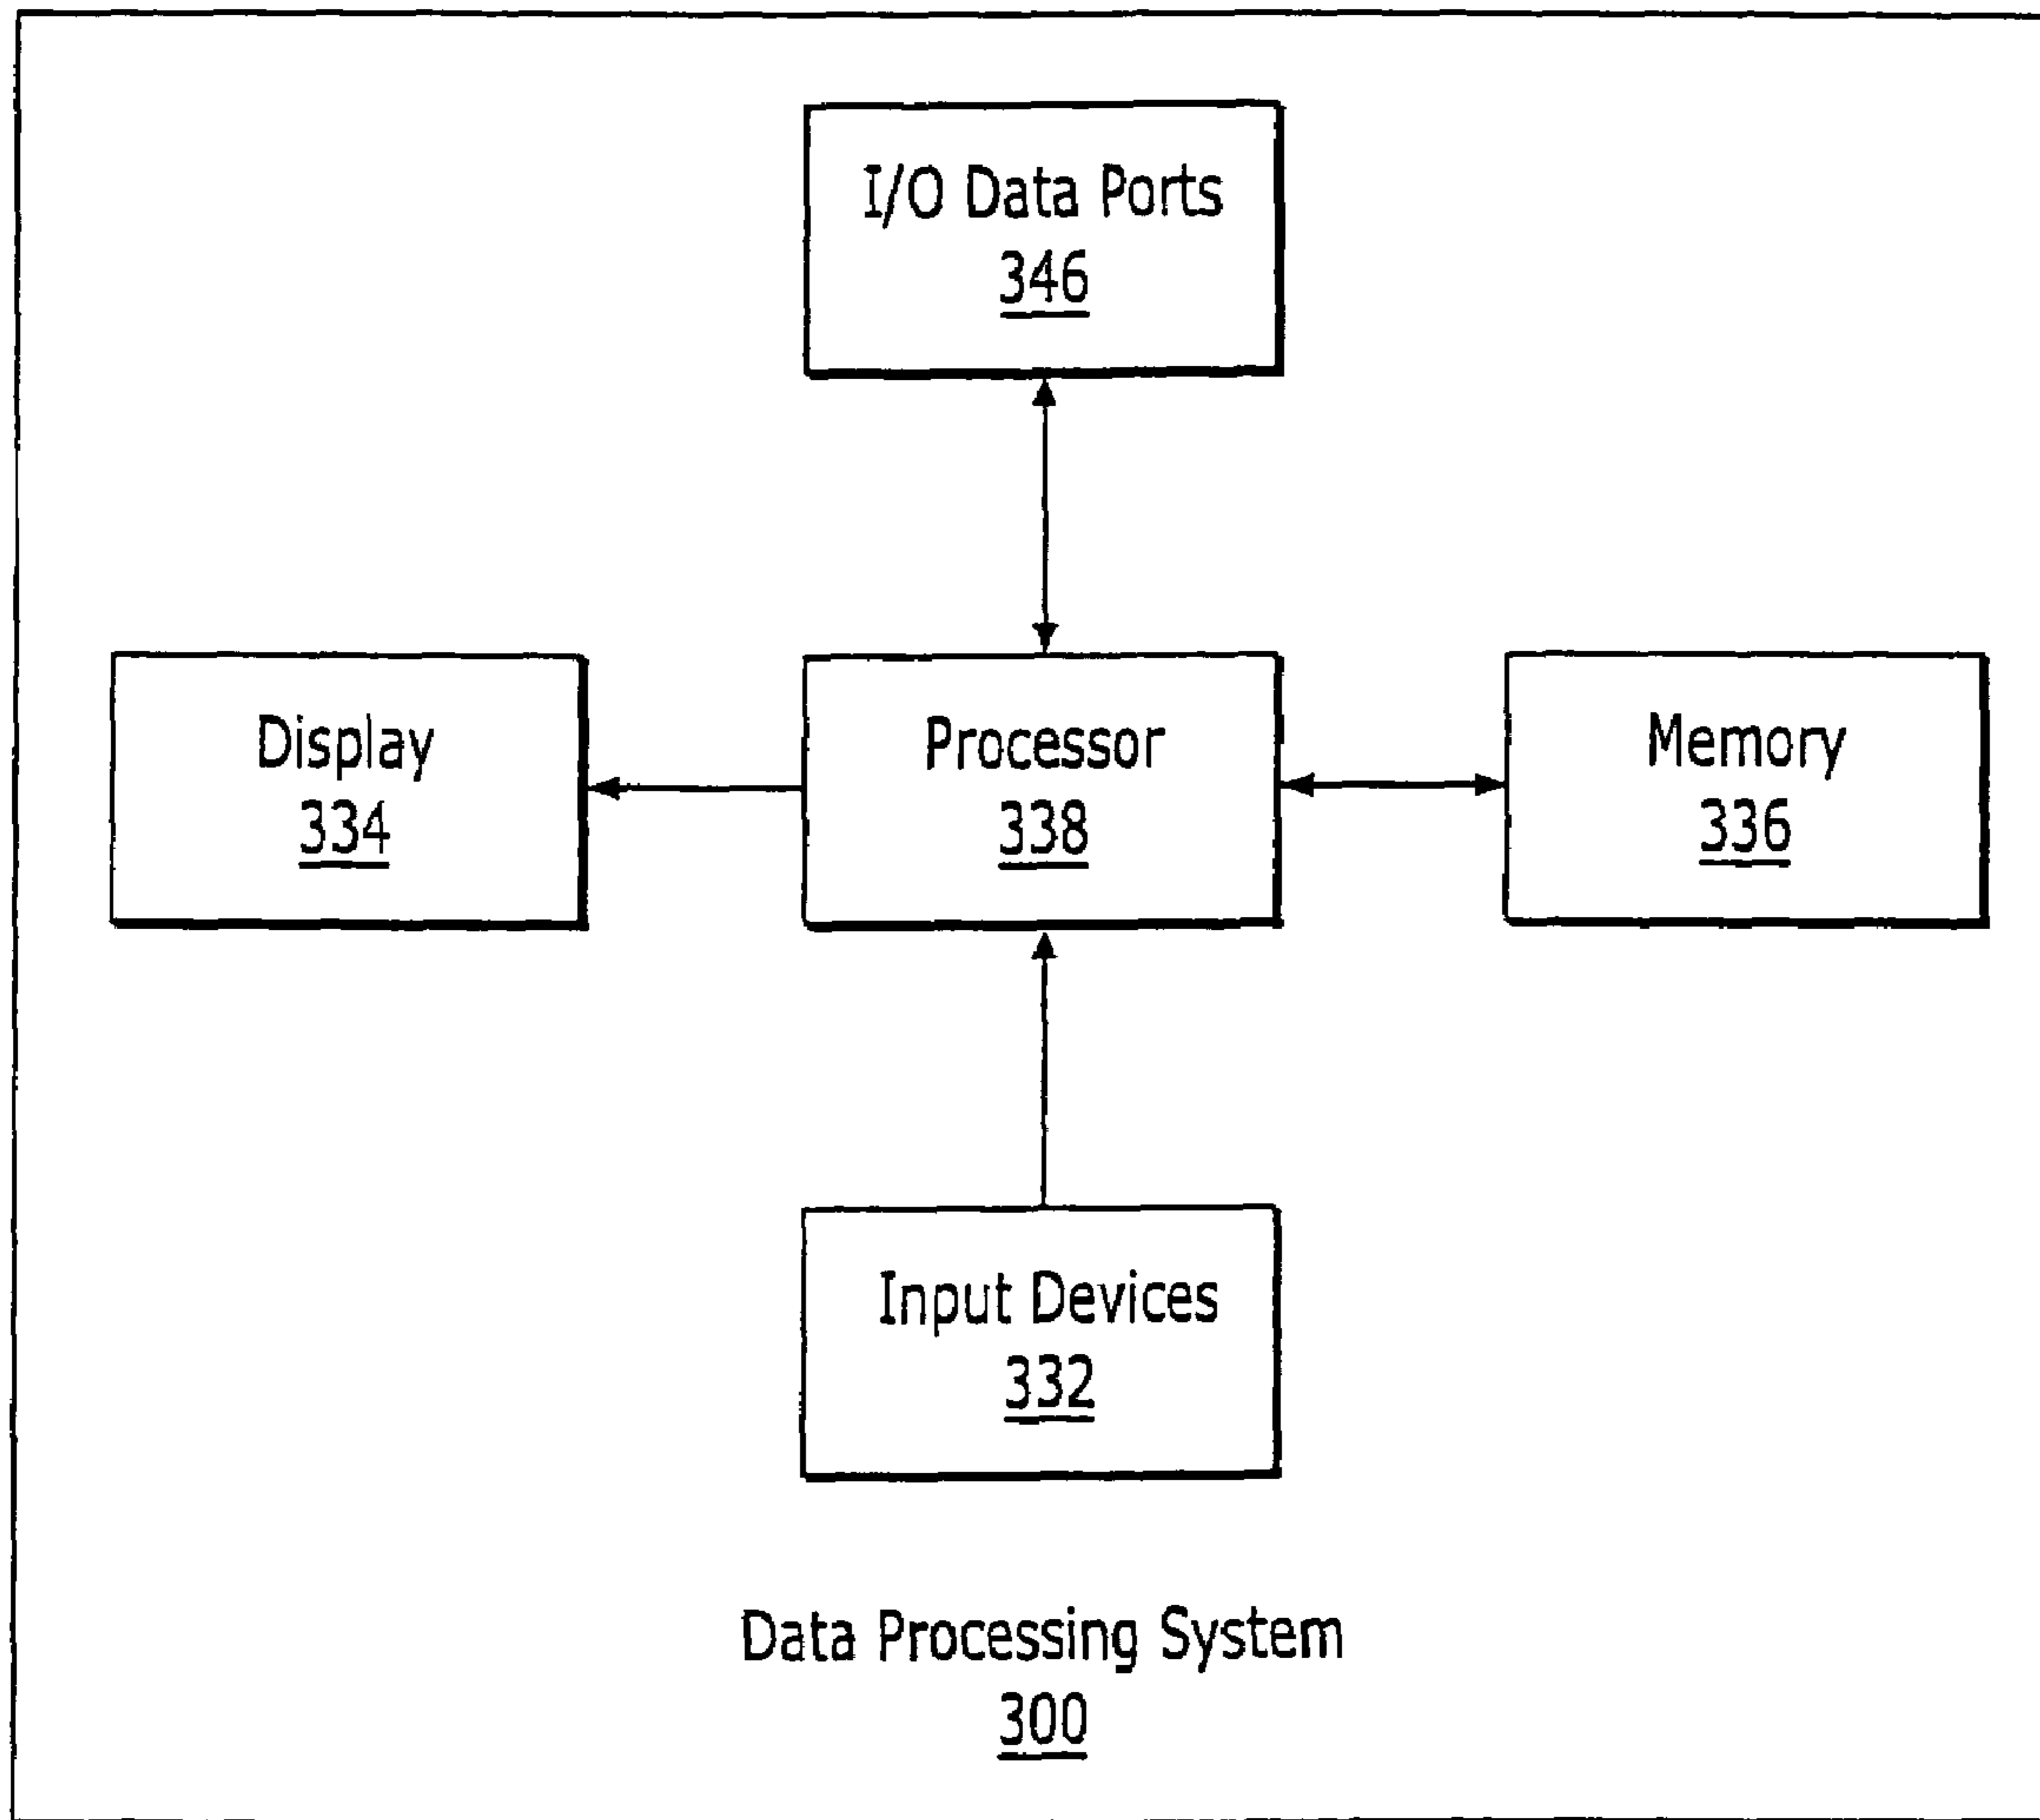 I/O Data Ports
346
Display
334
Processor
338
Memory
336
Input Devices
332
Data Processing System
300